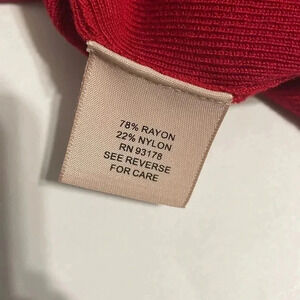 78% RAYON
22% NYLON
RN 93178
SEE REVERSE
FOR CARE